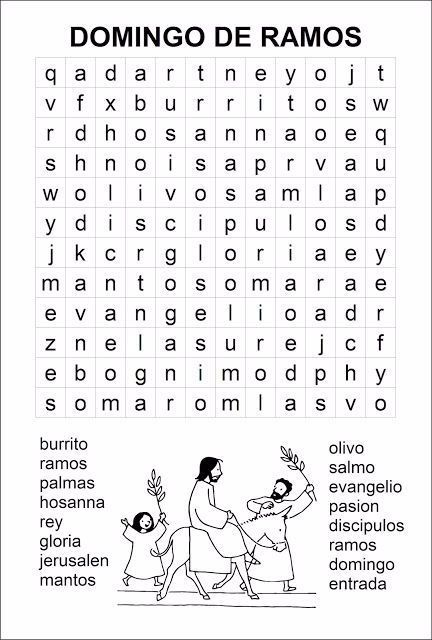 DOMINGO DE RAMOS
q a d a r t n e y o j t
v f x b u r r i t o s w
r d h o s a n n a o e q
s h n o i s a p r v a u
w o l i v o s a m l a p
y d i s c i p u l o s d
j k c r g l o r i a e y
m a n t o s o m a r a e
e v a n g e l i o a d r
z n e l a s u r e j c f
e b o g n i m o d p h y
s o m a r o m l a s v o
burrito
ramos
palmas
hosanna
rey
gloria
jerusalen
mantos
olivo
salmo
evangelio
pasion
discipulos
ramos
domingo
entrada